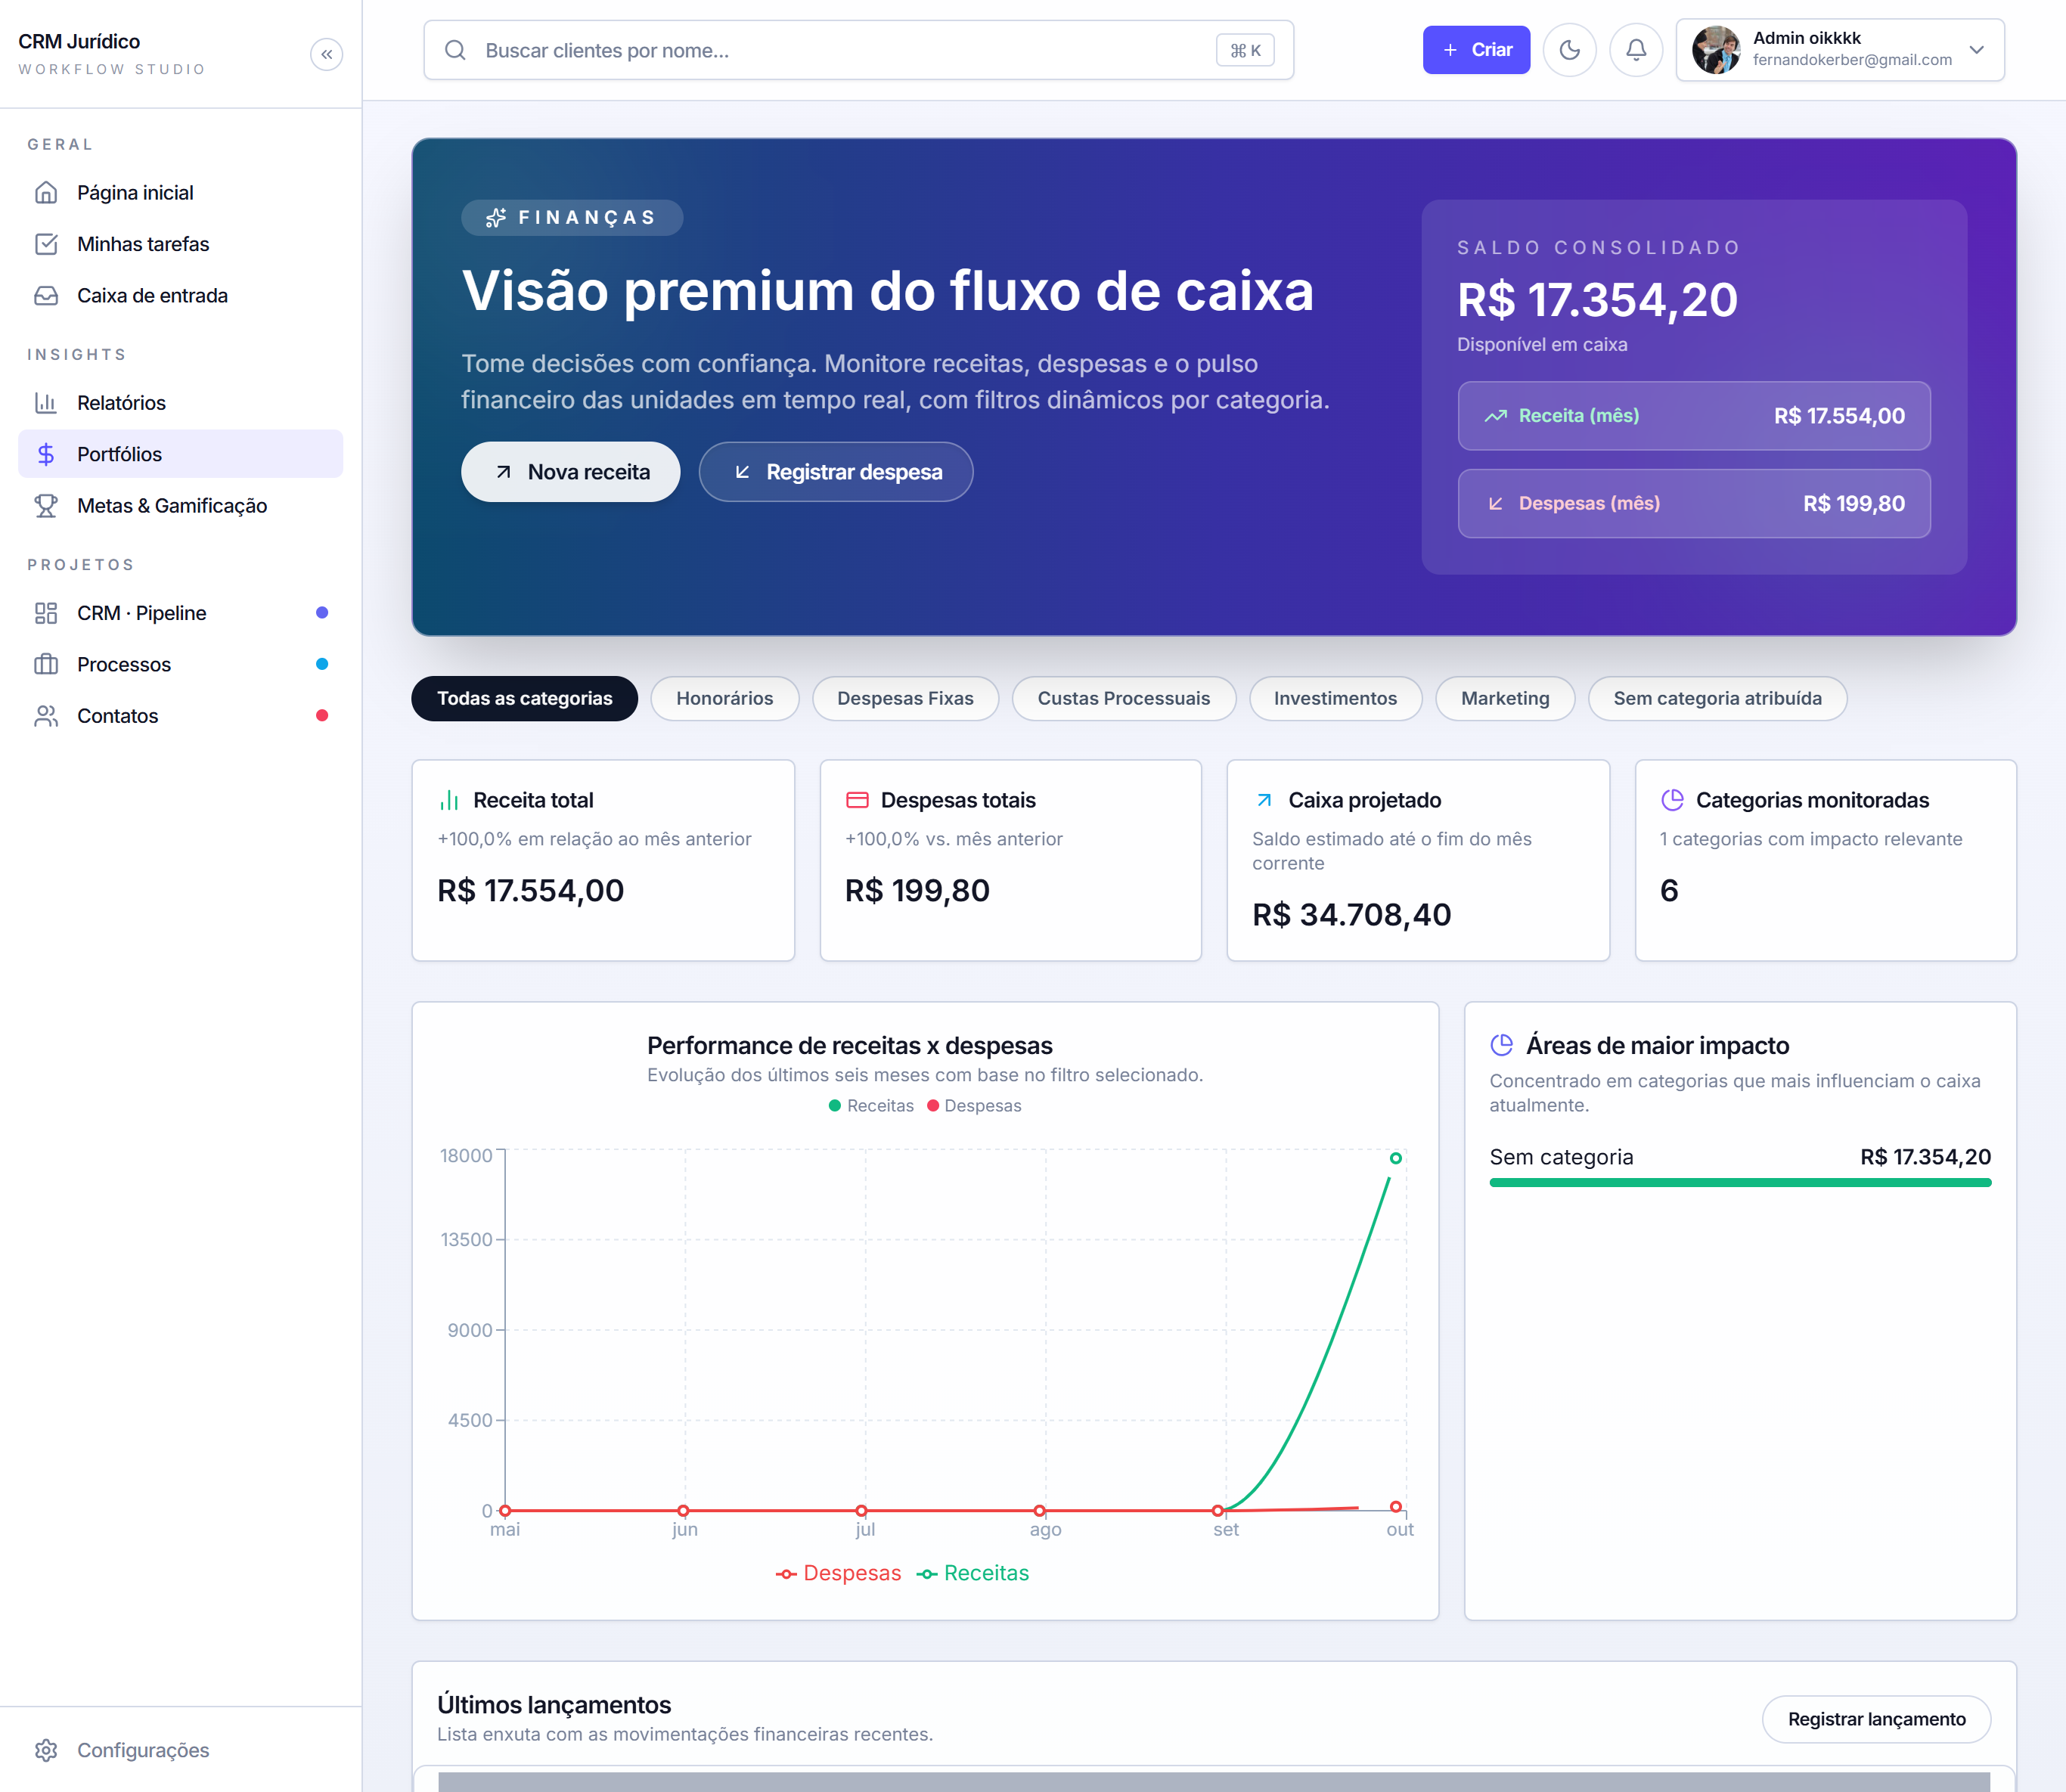 CRM Jurídico
WORKFLOW STUDIO
GERAL
Página inicial
Minhas tarefas
Caixa de entrada
INSIGHTS
Relatórios
Portfólios
Metas & Gamificação
PROJETOS
CRM · Pipeline
Processos
Contatos
Configurações
Buscar clientes por nome...
⌘ K
+ Criar
Admin oikkkk
fernandokerber@gmail.com
FINANÇAS
Visão premium do fluxo de caixa
Tome decisões com confiança. Monitore receitas, despesas e o pulso
financeiro das unidades em tempo real, com filtros dinâmicos por categoria.
Nova receita
Registrar despesa
SALDO CONSOLIDADO
R$ 17.354,20
Disponível em caixa
Receita (mês) R$ 17.554,00
Despesas (mês) R$ 199,80
Todas as categorias
Honorários
Despesas Fixas
Custas Processuais
Investimentos
Marketing
Sem categoria atribuída
Receita total
+100,0% em relação ao mês anterior
R$ 17.554,00
Despesas totais
+100,0% vs. mês anterior
R$ 199,80
Caixa projetado
Saldo estimado até o fim do mês
corrente
R$ 34.708,40
Categorias monitoradas
1 categorias com impacto relevante
6
Performance de receitas x despesas
Evolução dos últimos seis meses com base no filtro selecionado.
Receitas Despesas
18000
13500
9000
4500
0
mai jun jul ago set out
Despesas Receitas
Áreas de maior impacto
Concentrado em categorias que mais influenciam o caixa
atualmente.
Sem categoria R$ 17.354,20
Últimos lançamentos
Lista enxuta com as movimentações financeiras recentes.
Registrar lançamento